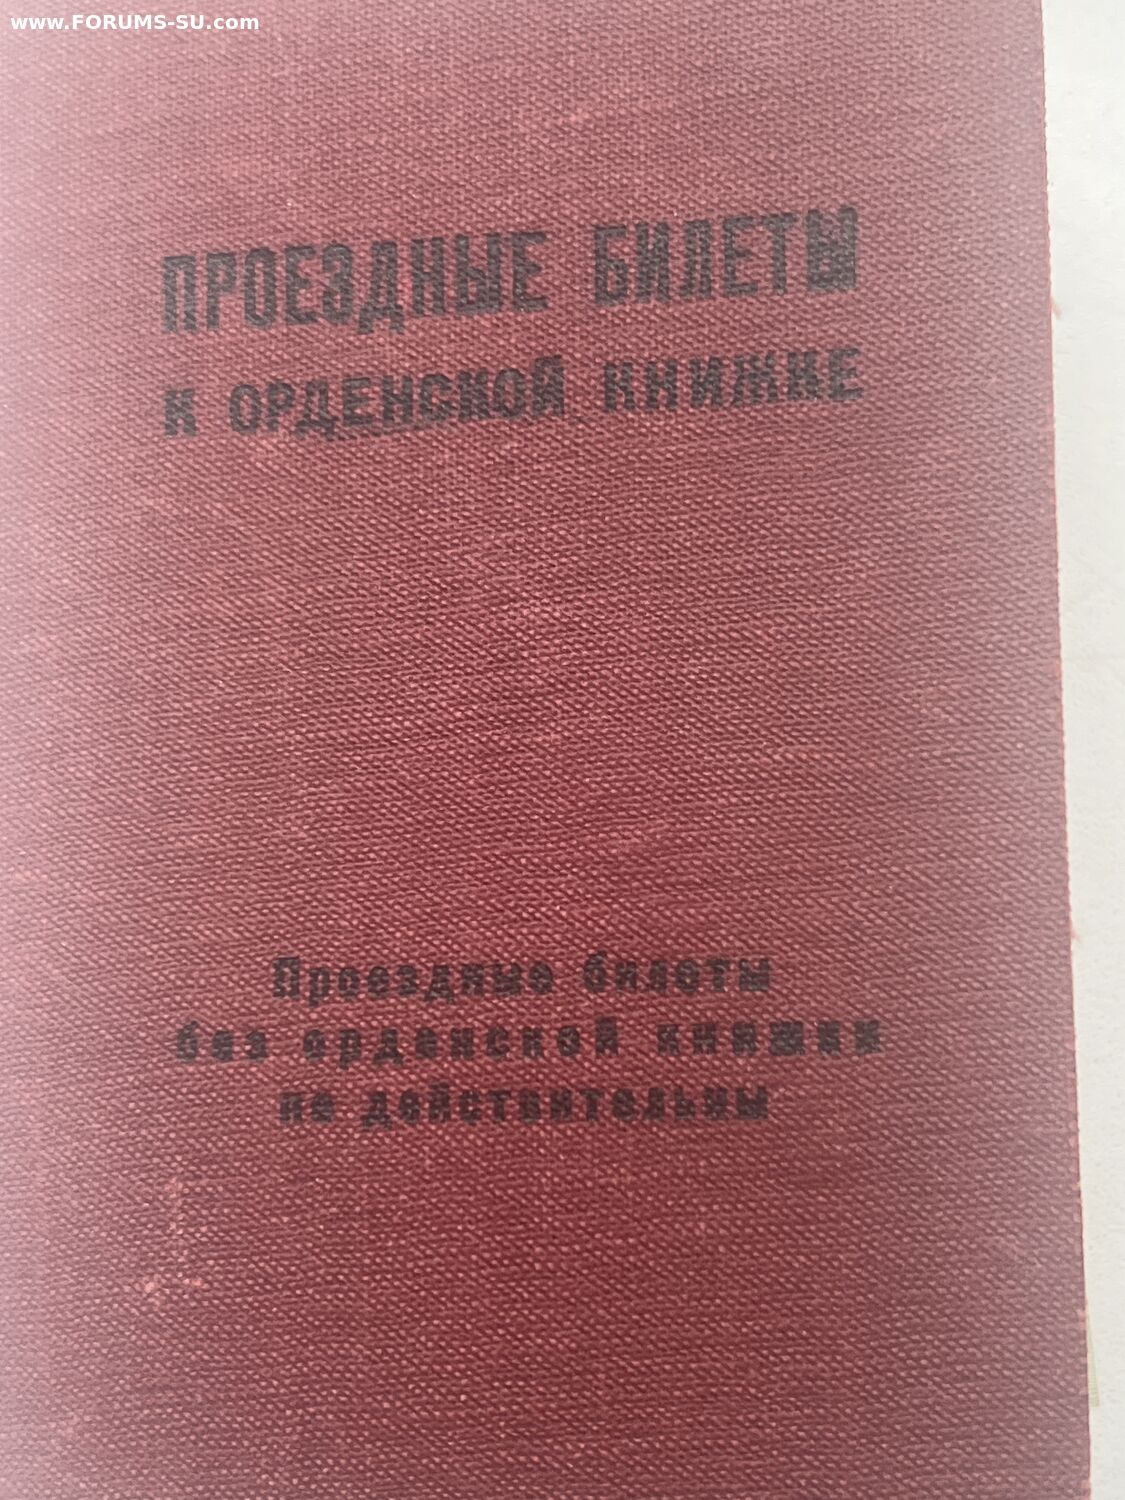 www.FORUMS-SU.com
ПРОЕЗДНЫЕ БИЛЕТЫ
К ОРДЕНСКОЙ КНИЖКЕ
Проездные билеты
без орденской книжки
не действительны